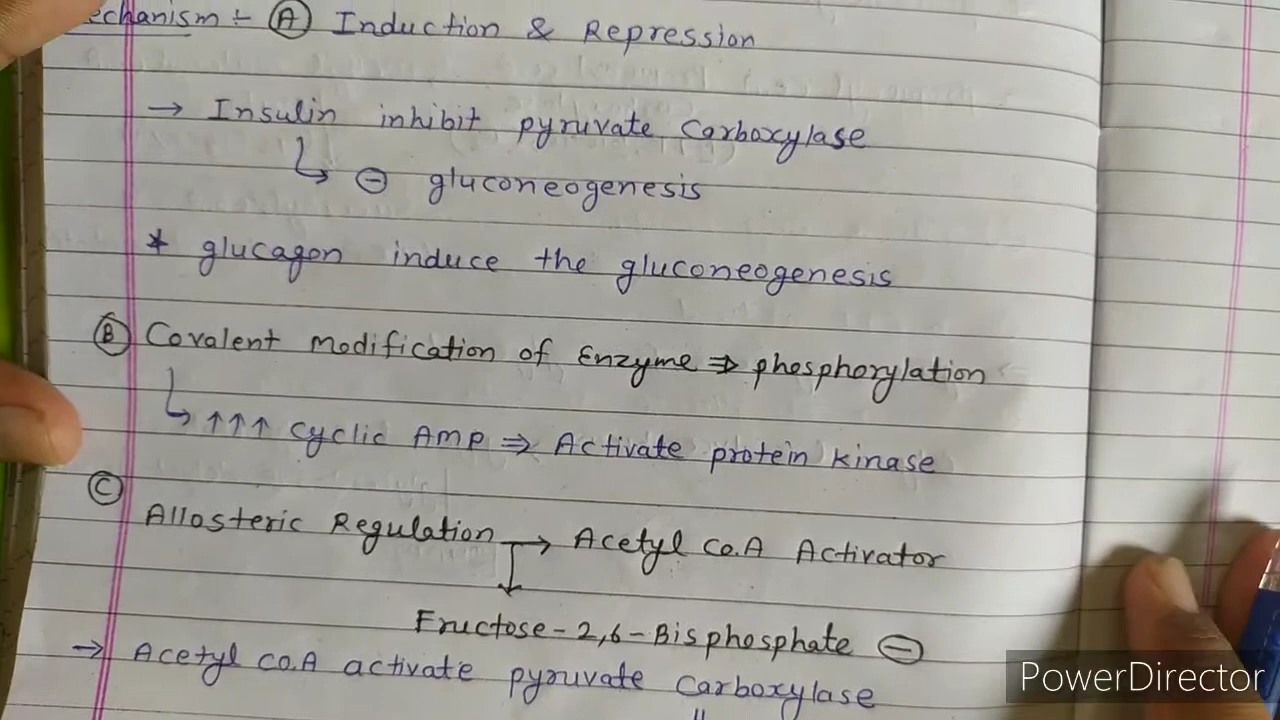 echanism :- (A) Induction & Repression
→ Insulin inhibit pyruvate carboxylase
↳ ⊖ gluconeogenesis
* glucagon induce the gluconeogenesis
(B) Covalent Modification of Enzyme ⇒ phosphorylation
↳ ↑↑↑ cyclic AMP ⇒ Activate protein kinase
(C) Allosteric Regulation → Acetyl co.A Activator
↓
Fructose-2,6-Bisphosphate ⊖
→ Acetyl co.A activate pyruvate carboxylase
PowerDirector